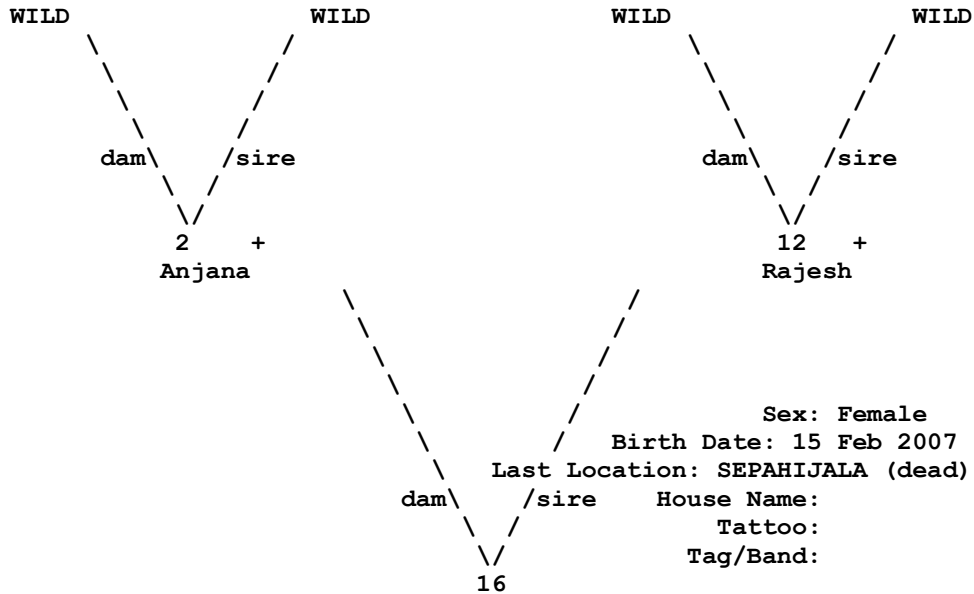 WILD WILD WILD WILD
\ / \ /
\ / \ /
\ / \ /
\ / \ /
dam\ /sire dam\ /sire
\ / \ /
\ / \ /
\/ \/
2 + 12 +
Anjana Rajesh
\ /
\ /
\ /
\ /
\ / Sex: Female
\ / Birth Date: 15 Feb 2007
\ / Last Location: SEPAHIJALA (dead)
dam\ /sire House Name:
\ / Tattoo:
\/ Tag/Band:
16